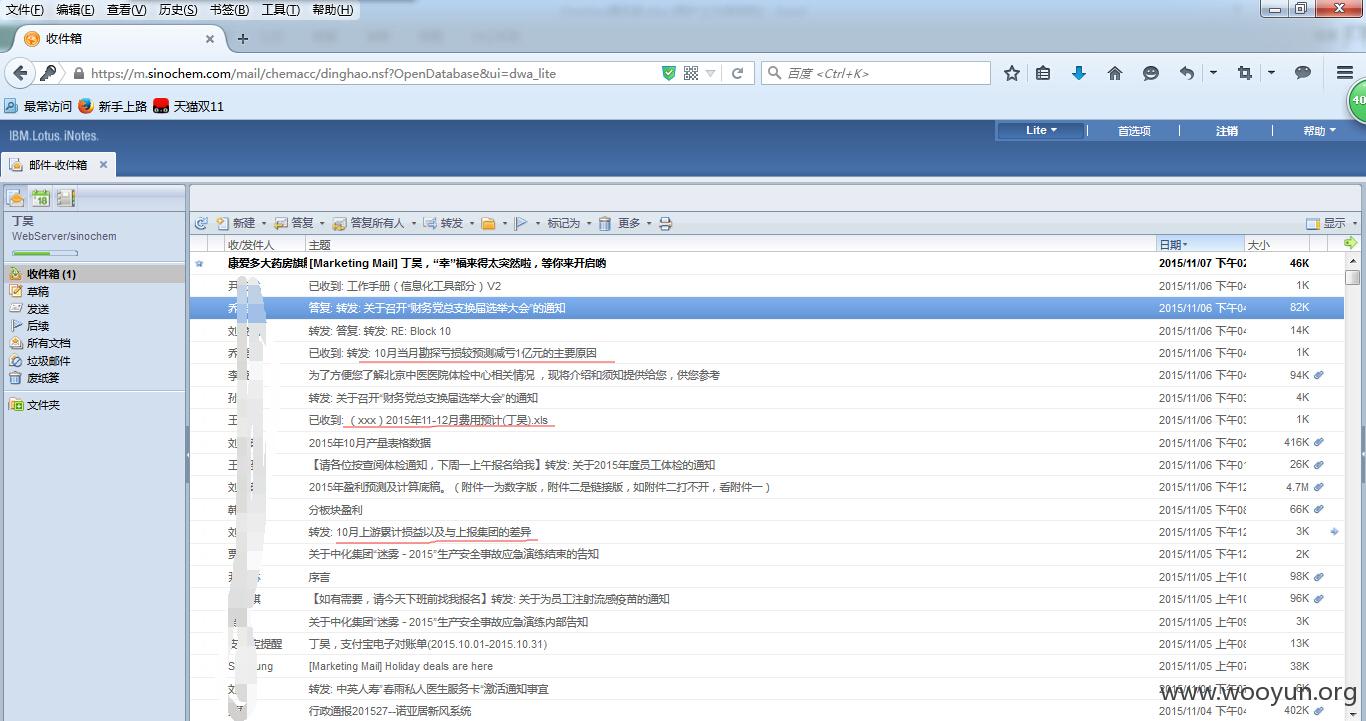 文件(F) 编辑(E) 查看(V) 历史(S) 书签(B) 工具(T) 帮助(H)
收件箱
https://m.sinochem.com/mail/chemacc/dinghao.nsf?OpenDatabase&ui=dwa_lite
百度 <Ctrl+K>
最常访问 新手上路 天猫双11
40
IBM.Lotus. iNotes.
Lite 首选项 注销 帮助
邮件-收件箱
18
丁昊
WebServer/sinochem
收件箱 (1)
草稿
发送
后续
所有文档
垃圾邮件
废纸篓
文件夹
新建 答复 答复所有人 转发 标记为 更多 显示
收/发件人 主题 日期 大小
康爱多大药房旗 [Marketing Mail] 丁昊，“幸”福来得太突然啦，等你来开启哟 2015/11/07 下午02 46K
已收到: 工作手册（信息化工具部分）V2 2015/11/06 下午04 1K
乔 答复: 转发: 关于召开“财务党总支换届选举大会”的通知 2015/11/06 下午04 82K
刘 转发: 答复: 转发: RE: Block 10 2015/11/06 下午04 14K
乔 已收到: 转发: 10月当月勘探亏损较预测减亏1亿元的主要原因 2015/11/06 下午04 1K
李 为了方便您了解北京中医医院体检中心相关情况 ，现将介绍和须知提供给您，供您参考 2015/11/06 下午04 94K
孙 转发: 关于召开“财务党总支换届选举大会”的通知 2015/11/06 下午03 4K
王 已收到: （xxx）2015年11-12月费用预计(丁昊).xls 2015/11/06 下午03 1K
刘 2015年10月产量表格数据 2015/11/06 下午02 416K
王 【请各位按查阅体检通知，下周一上午报名给我】转发: 关于2015年度员工体检的通知 2015/11/06 下午01 26K
刘 2015年盈利预测及计算底稿。（附件一为数字版，附件二是链接版，如附件二打不开，看附件一） 2015/11/06 下午12 4.7M
韩 分板块盈利 2015/11/05 下午08 66K
刘 转发: 10月上游累计损益以及与上报集团的差异 2015/11/05 下午12 3K
贾 关于中化集团“迷雾－2015”生产安全事故应急演练结束的告知 2015/11/05 下午12 2K
序言 2015/11/05 上午10 98K
琪 【如有需要，请今天下班前找我报名】转发: 关于为员工注射流感疫苗的通知 2015/11/05 上午10 96K
关于中化集团“迷雾－2015”生产安全事故应急演练内部告知 2015/11/05 上午09 3K
宝提醒 丁昊，支付宝电子对账单(2015.10.01-2015.10.31) 2015/11/05 上午08 13K
S ung [Marketing Mail] Holiday deals are here 2015/11/05 上午07 38K
刘 转发: 中英人寿“春雨私人医生服务卡”激活通知事宜 2015/11/04 下午 6K
行政通报201527--诺亚居新风系统 2015/11/04 下午 402K
www.wooyun.org